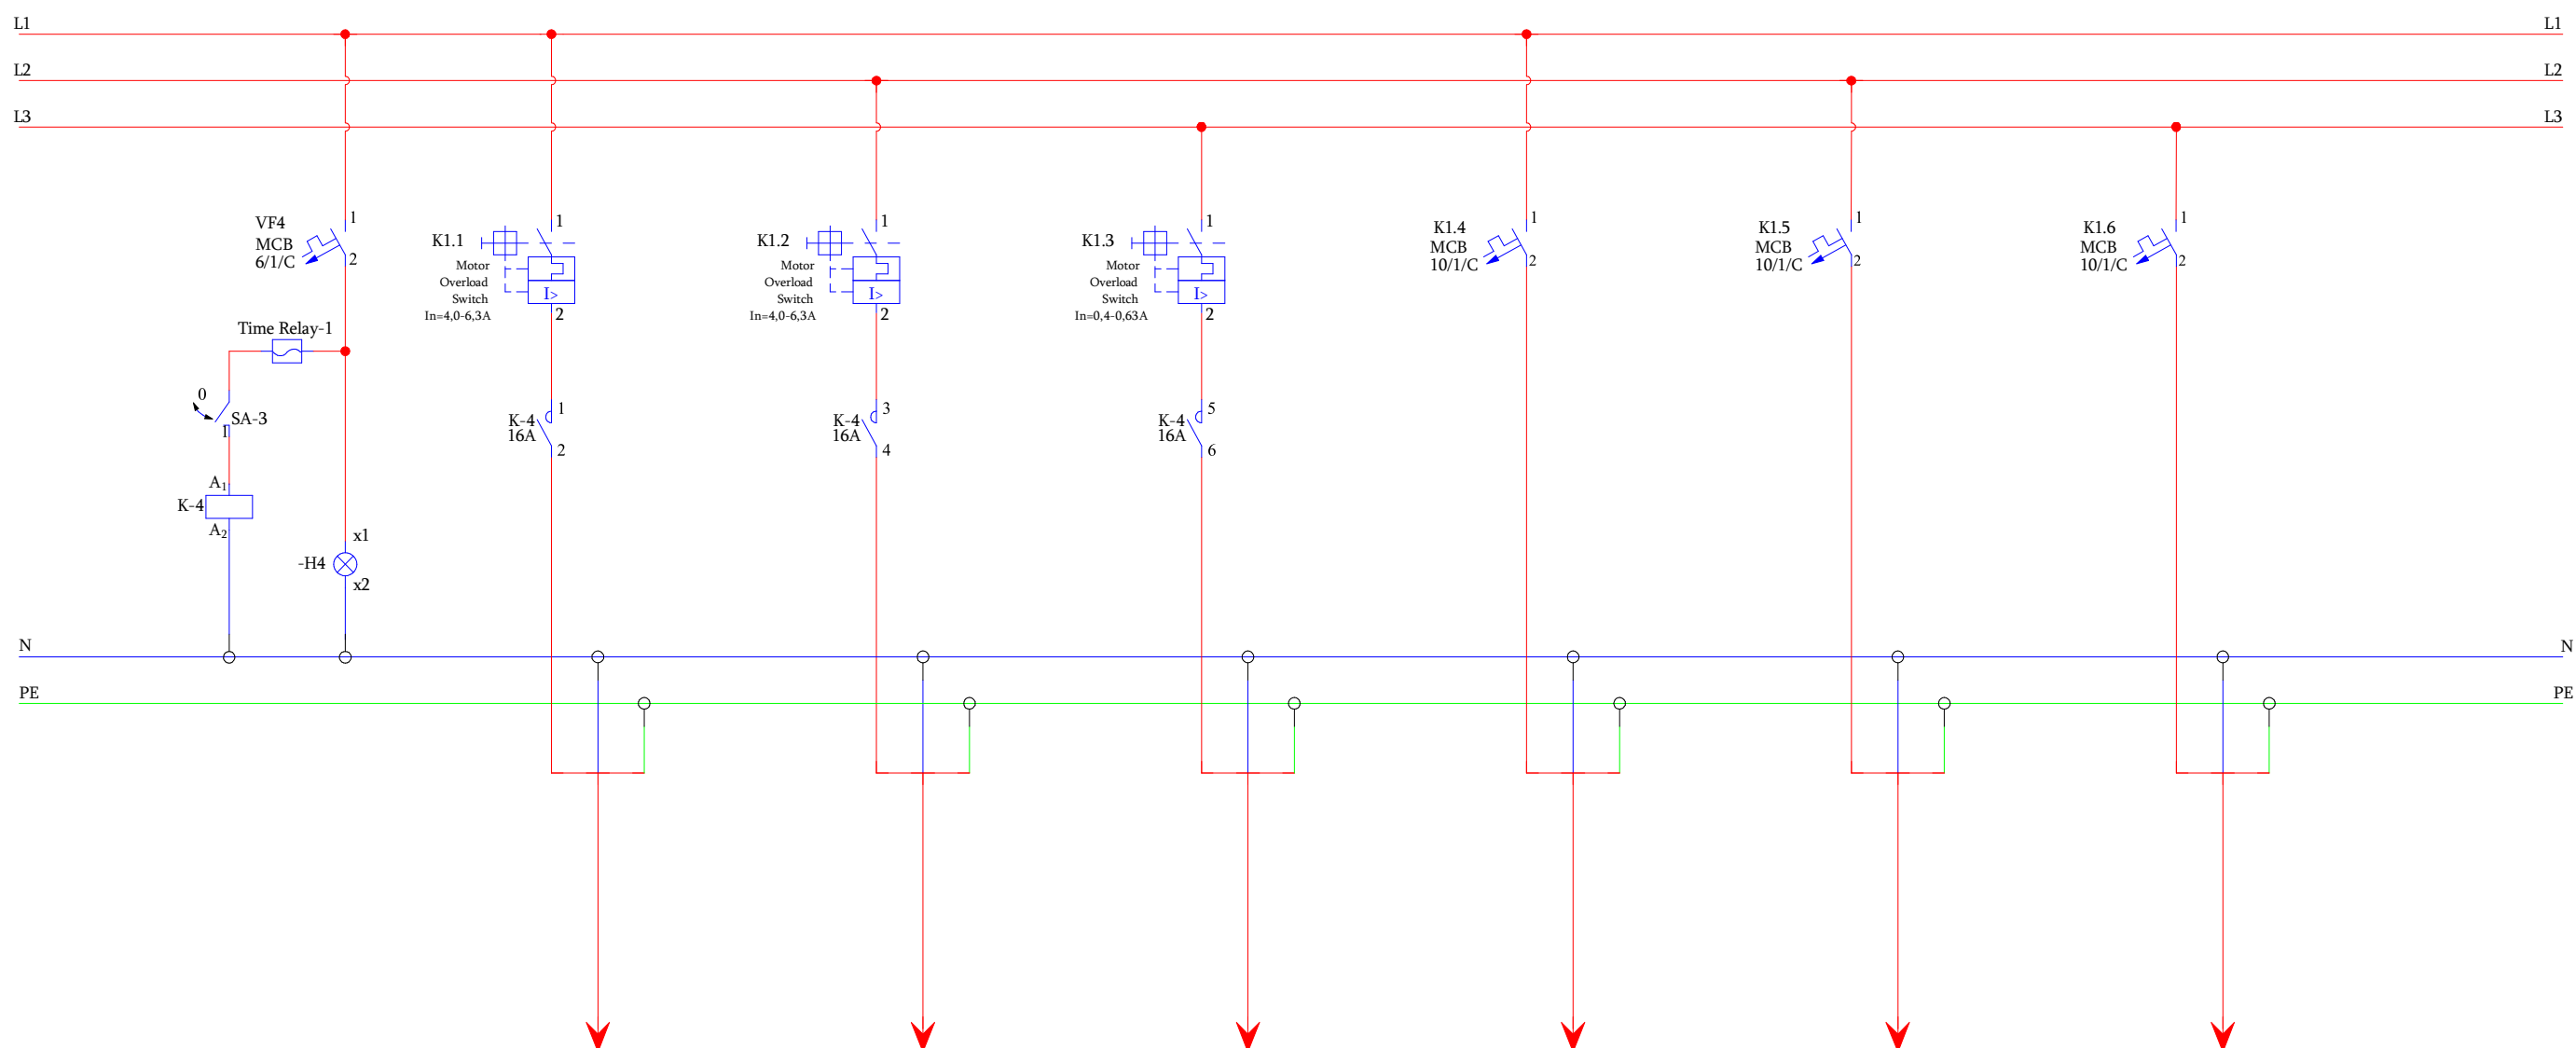 L1 L1
L2 L2
L3 L3
VF4
MCB
6/1/C
1
2
K1.1
Motor
Overload
Switch
In=4,0-6,3A
1
I>
2
K1.2
Motor
Overload
Switch
In=4,0-6,3A
1
I>
2
K1.3
Motor
Overload
Switch
In=0,4-0,63A
1
I>
2
K1.4
MCB
10/1/C
1
2
K1.5
MCB
10/1/C
1
2
K1.6
MCB
10/1/C
1
2
Time Relay-1
0
SA-3
1
K-4
16A
1
2
K-4
16A
3
4
K-4
16A
5
6
A1
K-4
A2
x1
-H4
x2
N N
PE PE